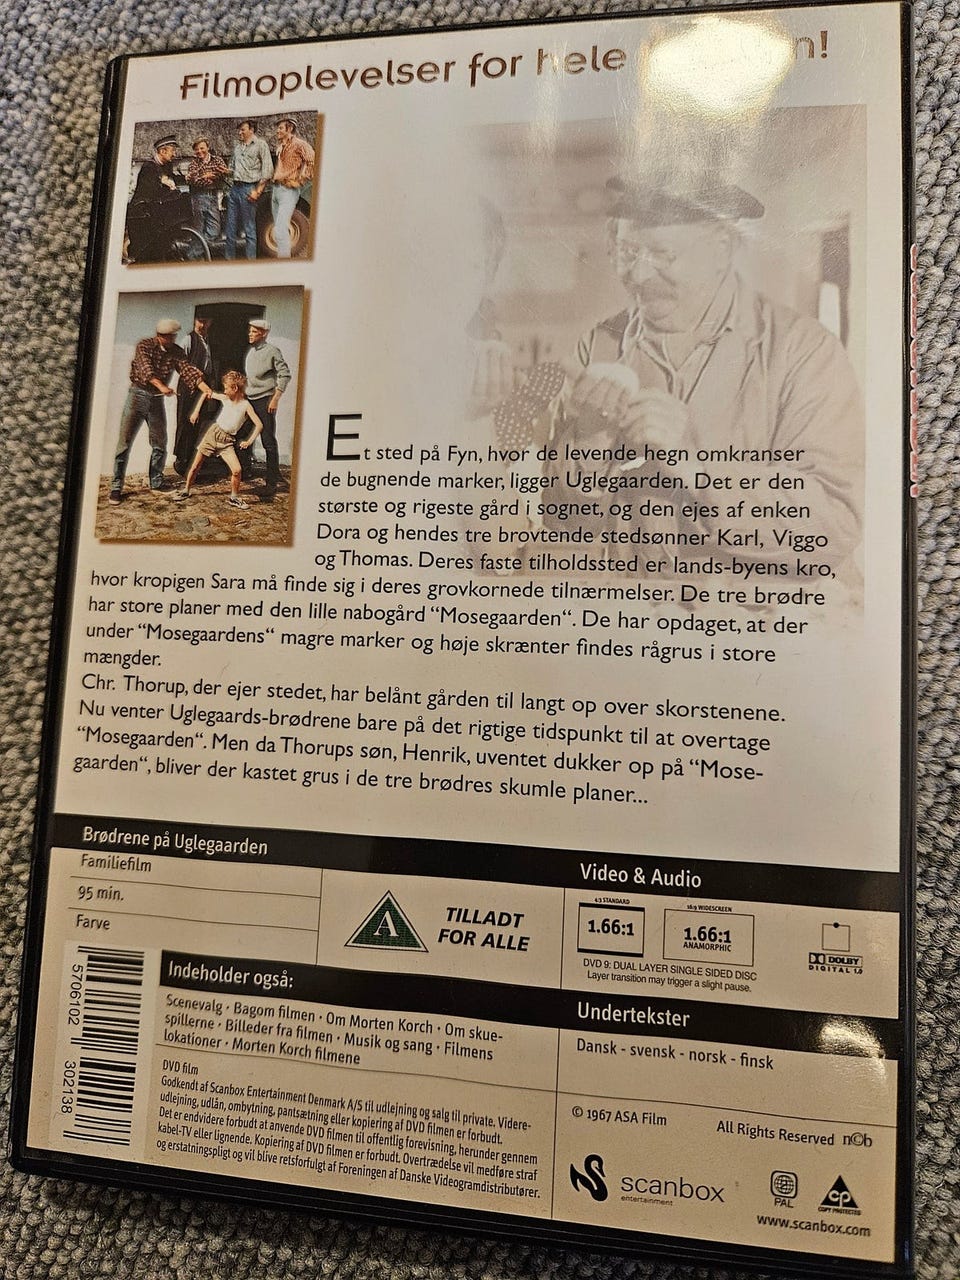 Filmoplevelser for hele
Et sted på Fyn, hvor de levende hegn omkranser
de bugnende marker, ligger Uglegaarden. Det er den
største og rigeste gård i sognet, og den ejes af enken
Dora og hendes tre brovtende stedsønner Karl, Viggo
og Thomas. Deres faste tilholdssted er lands-byens kro,
hvor kropigen Sara må finde sig i deres grovkornede tilnærmelser. De tre brødre
har store planer med den lille nabogård “Mosegaarden“. De har opdaget, at der
under “Mosegaardens“ magre marker og høje skrænter findes rågrus i store
mængder.
Chr. Thorup, der ejer stedet, har belånt gården til langt op over skorstenene.
Nu venter Uglegaards-brødrene bare på det rigtige tidspunkt til at overtage
“Mosegaarden“. Men da Thorups søn, Henrik, uventet dukker op på “Mose-
gaarden“, bliver der kastet grus i de tre brødres skumle planer...
Brødrene på Uglegaarden
Familiefilm
95 min.
Farve
A
TILLADT
FOR ALLE
Video & Audio
4:3 STANDARD
1.66:1
16:9 WIDESCREEN
1.66:1
ANAMORPHIC
DOLBY
DIGITAL 1.0
DVD 9: DUAL LAYER SINGLE SIDED DISC
Layer transition may trigger a slight pause.
5706102 302138
Indeholder også:
Scenevalg · Bagom filmen · Om Morten Korch · Om skue-
spillerne · Billeder fra filmen · Musik og sang · Filmens
lokationer · Morten Korch filmene
DVD film
Godkendt af Scanbox Entertainment Denmark A/S til udlejning og salg til private. Videre-
udlejning, udlån, ombytning, pantsætning eller kopiering af DVD filmen er forbudt.
Det er endvidere forbudt at anvende DVD filmen til offentlig forevisning, herunder gennem
kabel-TV eller lignende. Kopiering af DVD filmen er forbudt. Overtrædelse vil medføre straf
og erstatningspligt og vil blive retsforfulgt af Foreningen af Danske Videogramdistributører.
Undertekster
Dansk - svensk - norsk - finsk
© 1967 ASA Film
All Rights Reserved n©b
scanbox
entertainment
PAL
CP
COPY PROTECTED
www.scanbox.com